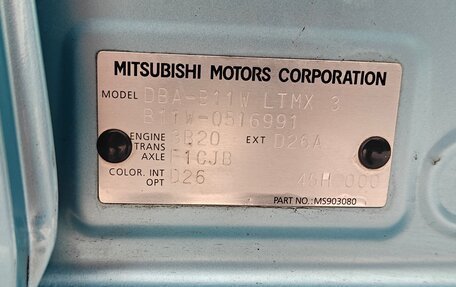 MITSUBISHI MOTORS CORPORATION
MODEL DBA-B11W LTMX 3
B11W-0516991
ENGINE 3B20 EXT D26A
TRANS
AXLE F1CJB
COLOR. INT D26
OPT
PART NO.:MS903080